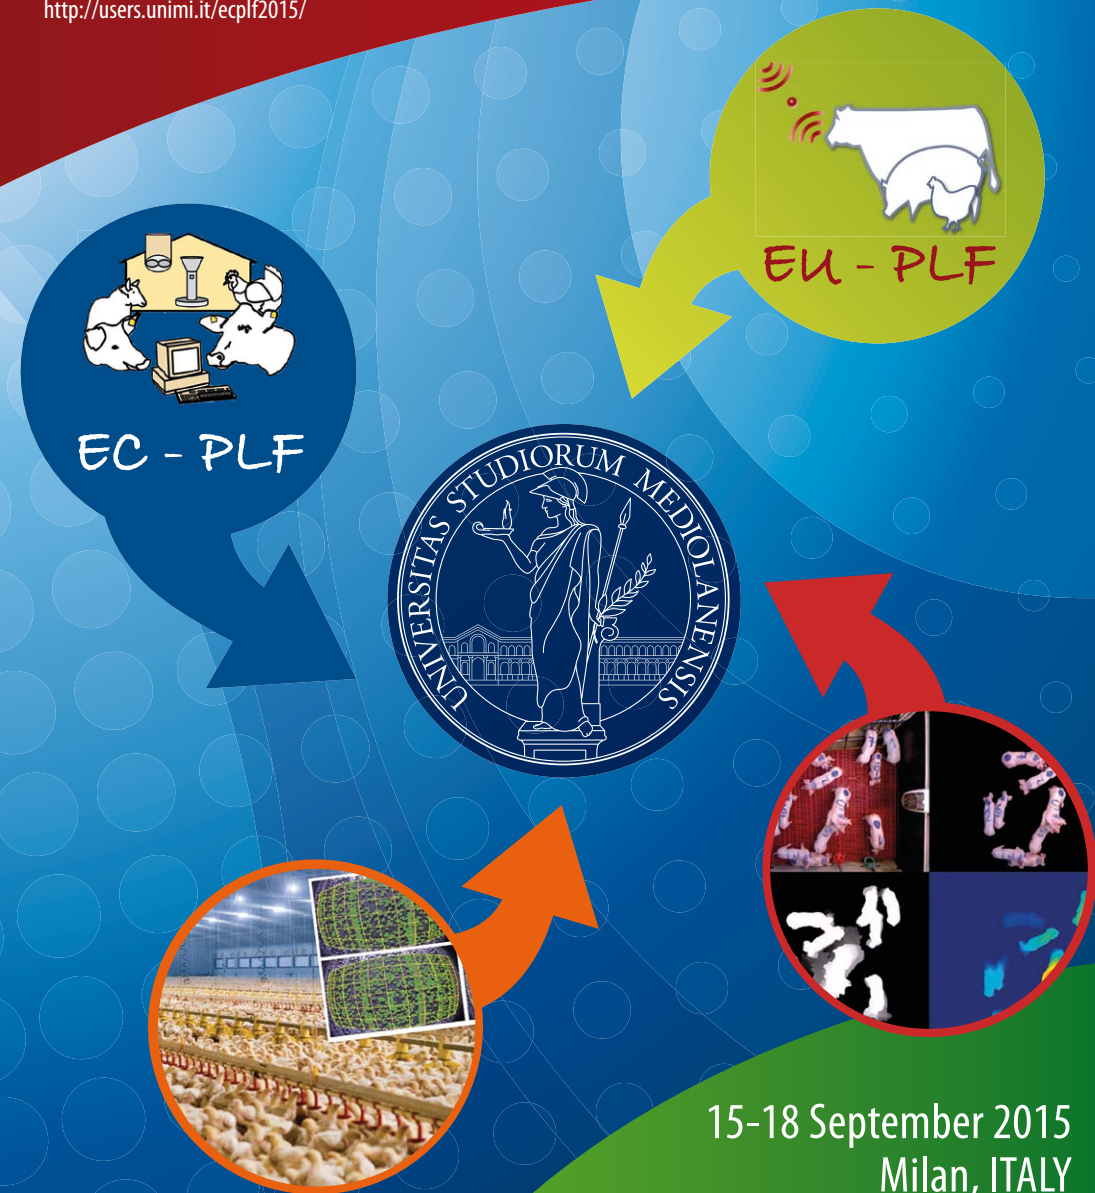 http://users.unimi.it/ecplf2015/
EU - PLF
EC - PLF
UNIVERSITAS STUDIORUM MEDIOLANENSIS
15-18 September 2015
Milan, ITALY